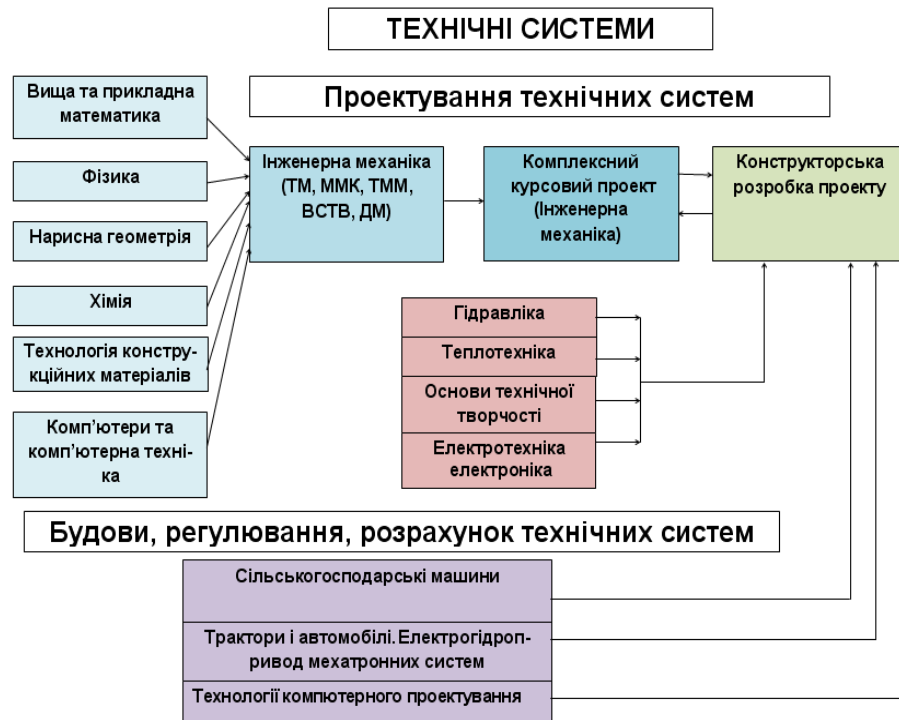 ТЕХНІЧНІ СИСТЕМИ
Проектування технічних систем
Вища та прикладна
математика
Фізика
Нарисна геометрія
Хімія
Технологія конструк-
ційних матеріалів
Комп’ютери та
комп’ютерна техні-
ка
Інженерна механіка
(ТМ, ММК, ТММ,
ВСТВ, ДМ)
Комплексний
курсовий проект
(Інженерна
механіка)
Конструкторська
розробка проекту
Гідравліка
Теплотехніка
Основи технічної
творчості
Електротехніка
електроніка
Будови, регулювання, розрахунок технічних систем
Сільськогосподарські машини
Трактори і автомобілі. Електрогідроп-
ривод мехатронних систем
Технології компютерного проектування